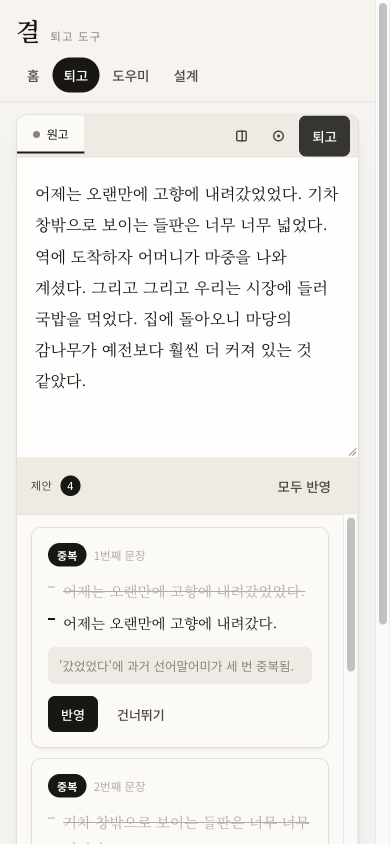 결 퇴고 도구
홈 퇴고 도우미 설계
원고 퇴고
어제는 오랜만에 고향에 내려갔었었다. 기차
창밖으로 보이는 들판은 너무 너무 넓었다.
역에 도착하자 어머니가 마중을 나와
계셨다. 그리고 그리고 우리는 시장에 들러
국밥을 먹었다. 집에 돌아오니 마당의
감나무가 예전보다 훨씬 더 커져 있는 것
같았다.
제안 4 모두 반영
중복 1번째 문장
어제는 오랜만에 고향에 내려갔었었다.
어제는 오랜만에 고향에 내려갔다.
'갔었었다'에 과거 선어말어미가 세 번 중복됨.
반영 건너뛰기
중복 2번째 문장
기차 창밖으로 보이는 들판은 너무 너무